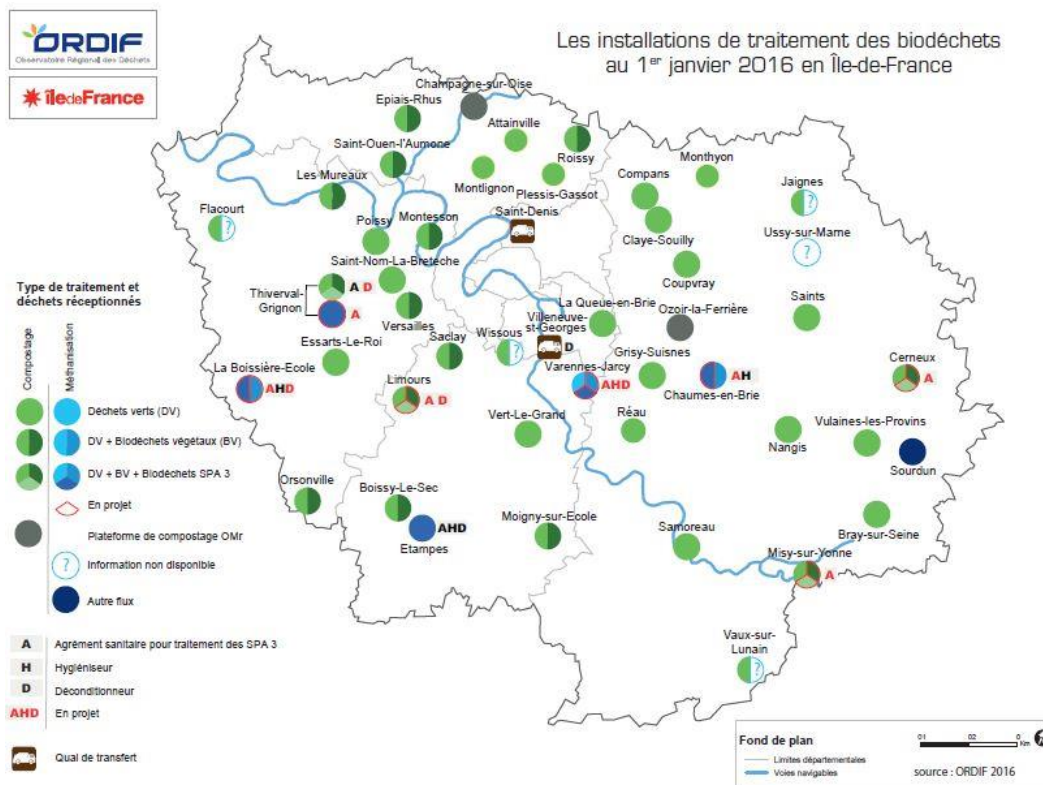 ORDIF
Observatoire Régional des Déchets
île de France
Les installations de traitement des biodéchets
au 1er janvier 2016 en Île-de-France
Champagne-sur-Oise
Epiais-Rhus
Attainville
Saint-Ouen-l'Aumone
Roissy
Monthyon
Les Mureaux
Montlignon
Plessis-Gassot
Compans
Jaignes
?
Flacourt
?
Poissy
Montesson
Saint-Denis
Claye-Souilly
Ussy-sur-Marne
?
Saint-Nom-La-Breteche
Coupvray
Type de traitement et
déchets réceptionnés
Thiverval-
Grignon
A D
A
Versailles
La Queue-en-Brie
Ozoir-la-Ferrière
Saints
Villeneuve-
st-Georges
D
Wissous
?
Essarts-Le-Roi
Saclay
Grisy-Suisnes
Cerneux
A
La Boissière-Ecole
AHD
Limours
A D
Varennes-Jarcy
AHD
AH
Chaumes-en-Brie
Compostage
Méthanisation
Déchets verts (DV)
DV + Biodéchets végétaux (BV)
DV + BV + Biodéchets SPA 3
En projet
Plateforme de compostage OMr
?
Information non disponible
Autre flux
Vert-Le-Grand
Réau
Nangis
Vulaines-les-Provins
Sourdun
Orsonville
Boissy-Le-Sec
AHD
Etampes
Moigny-sur-Ecole
Samoreau
Bray-sur-Seine
Misy-sur-Yonne
A
Vaux-sur-
Lunain
?
A Agrément sanitaire pour traitement des SPA 3
H Hygiéniseur
D Déconditionneur
AHD En projet
Quai de transfert
Fond de plan
Limites départementales
Voies navigables
01 02 0
Km
source : ORDIF 2016